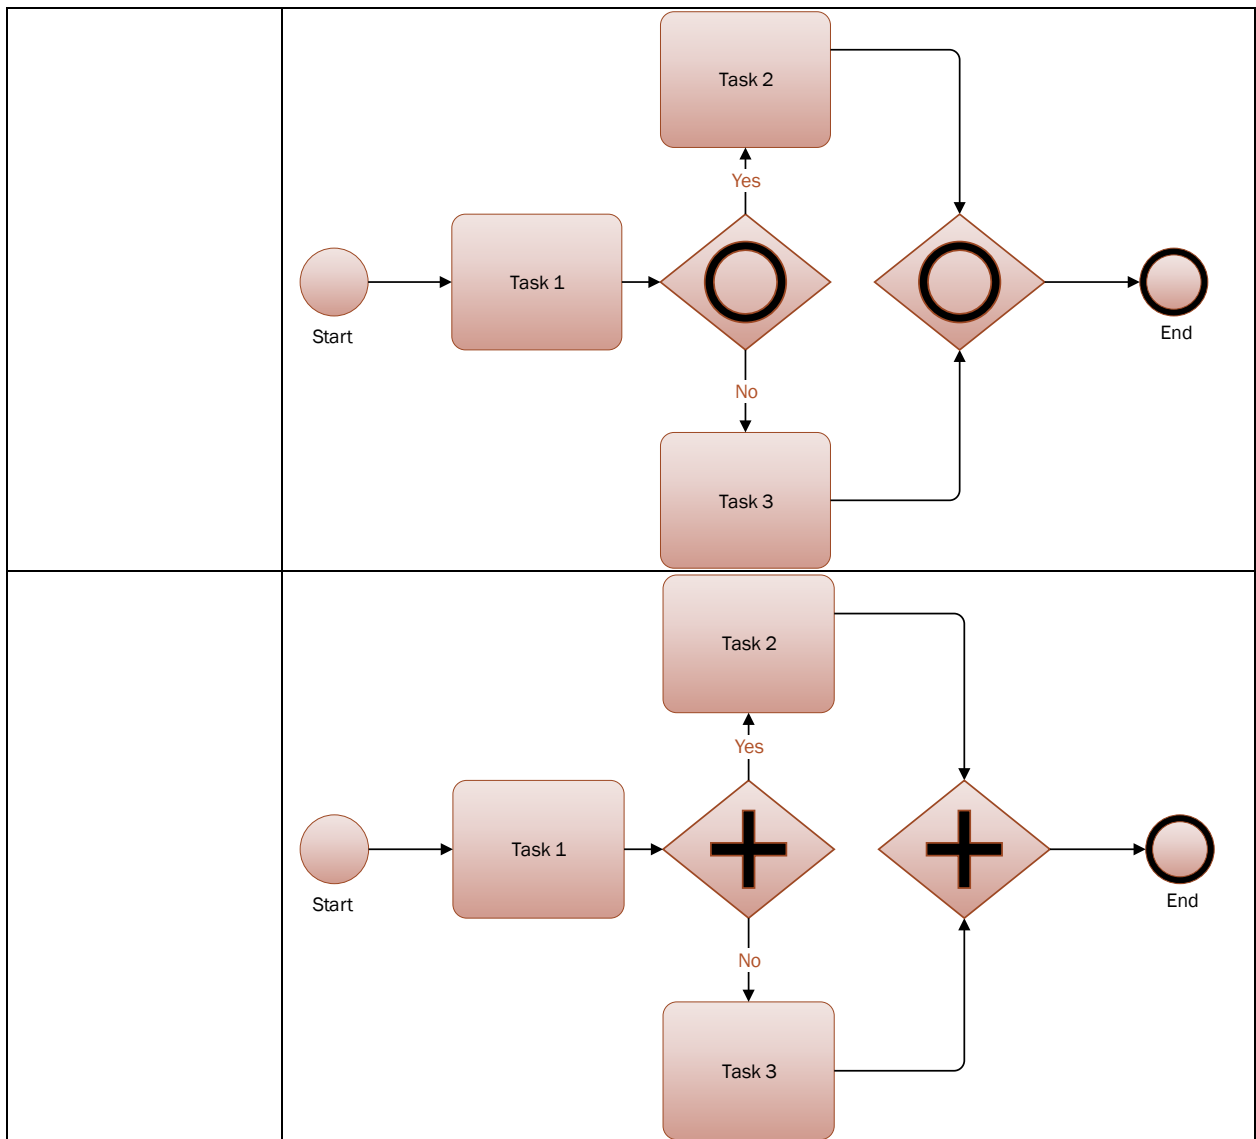 Task 2
Yes
Task 1
Start
End
No
Task 3
Task 2
Yes
Task 1
Start
End
No
Task 3